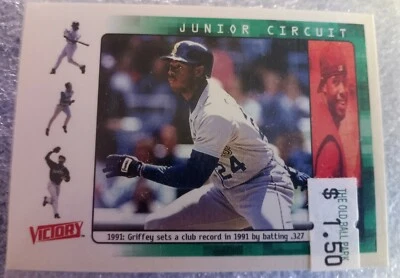 JUNIOR CIRCUIT
24
VICTORY
1991: Griffey sets a club record in 1991 by batting .327
THE OLD BALL PARK
$1.50